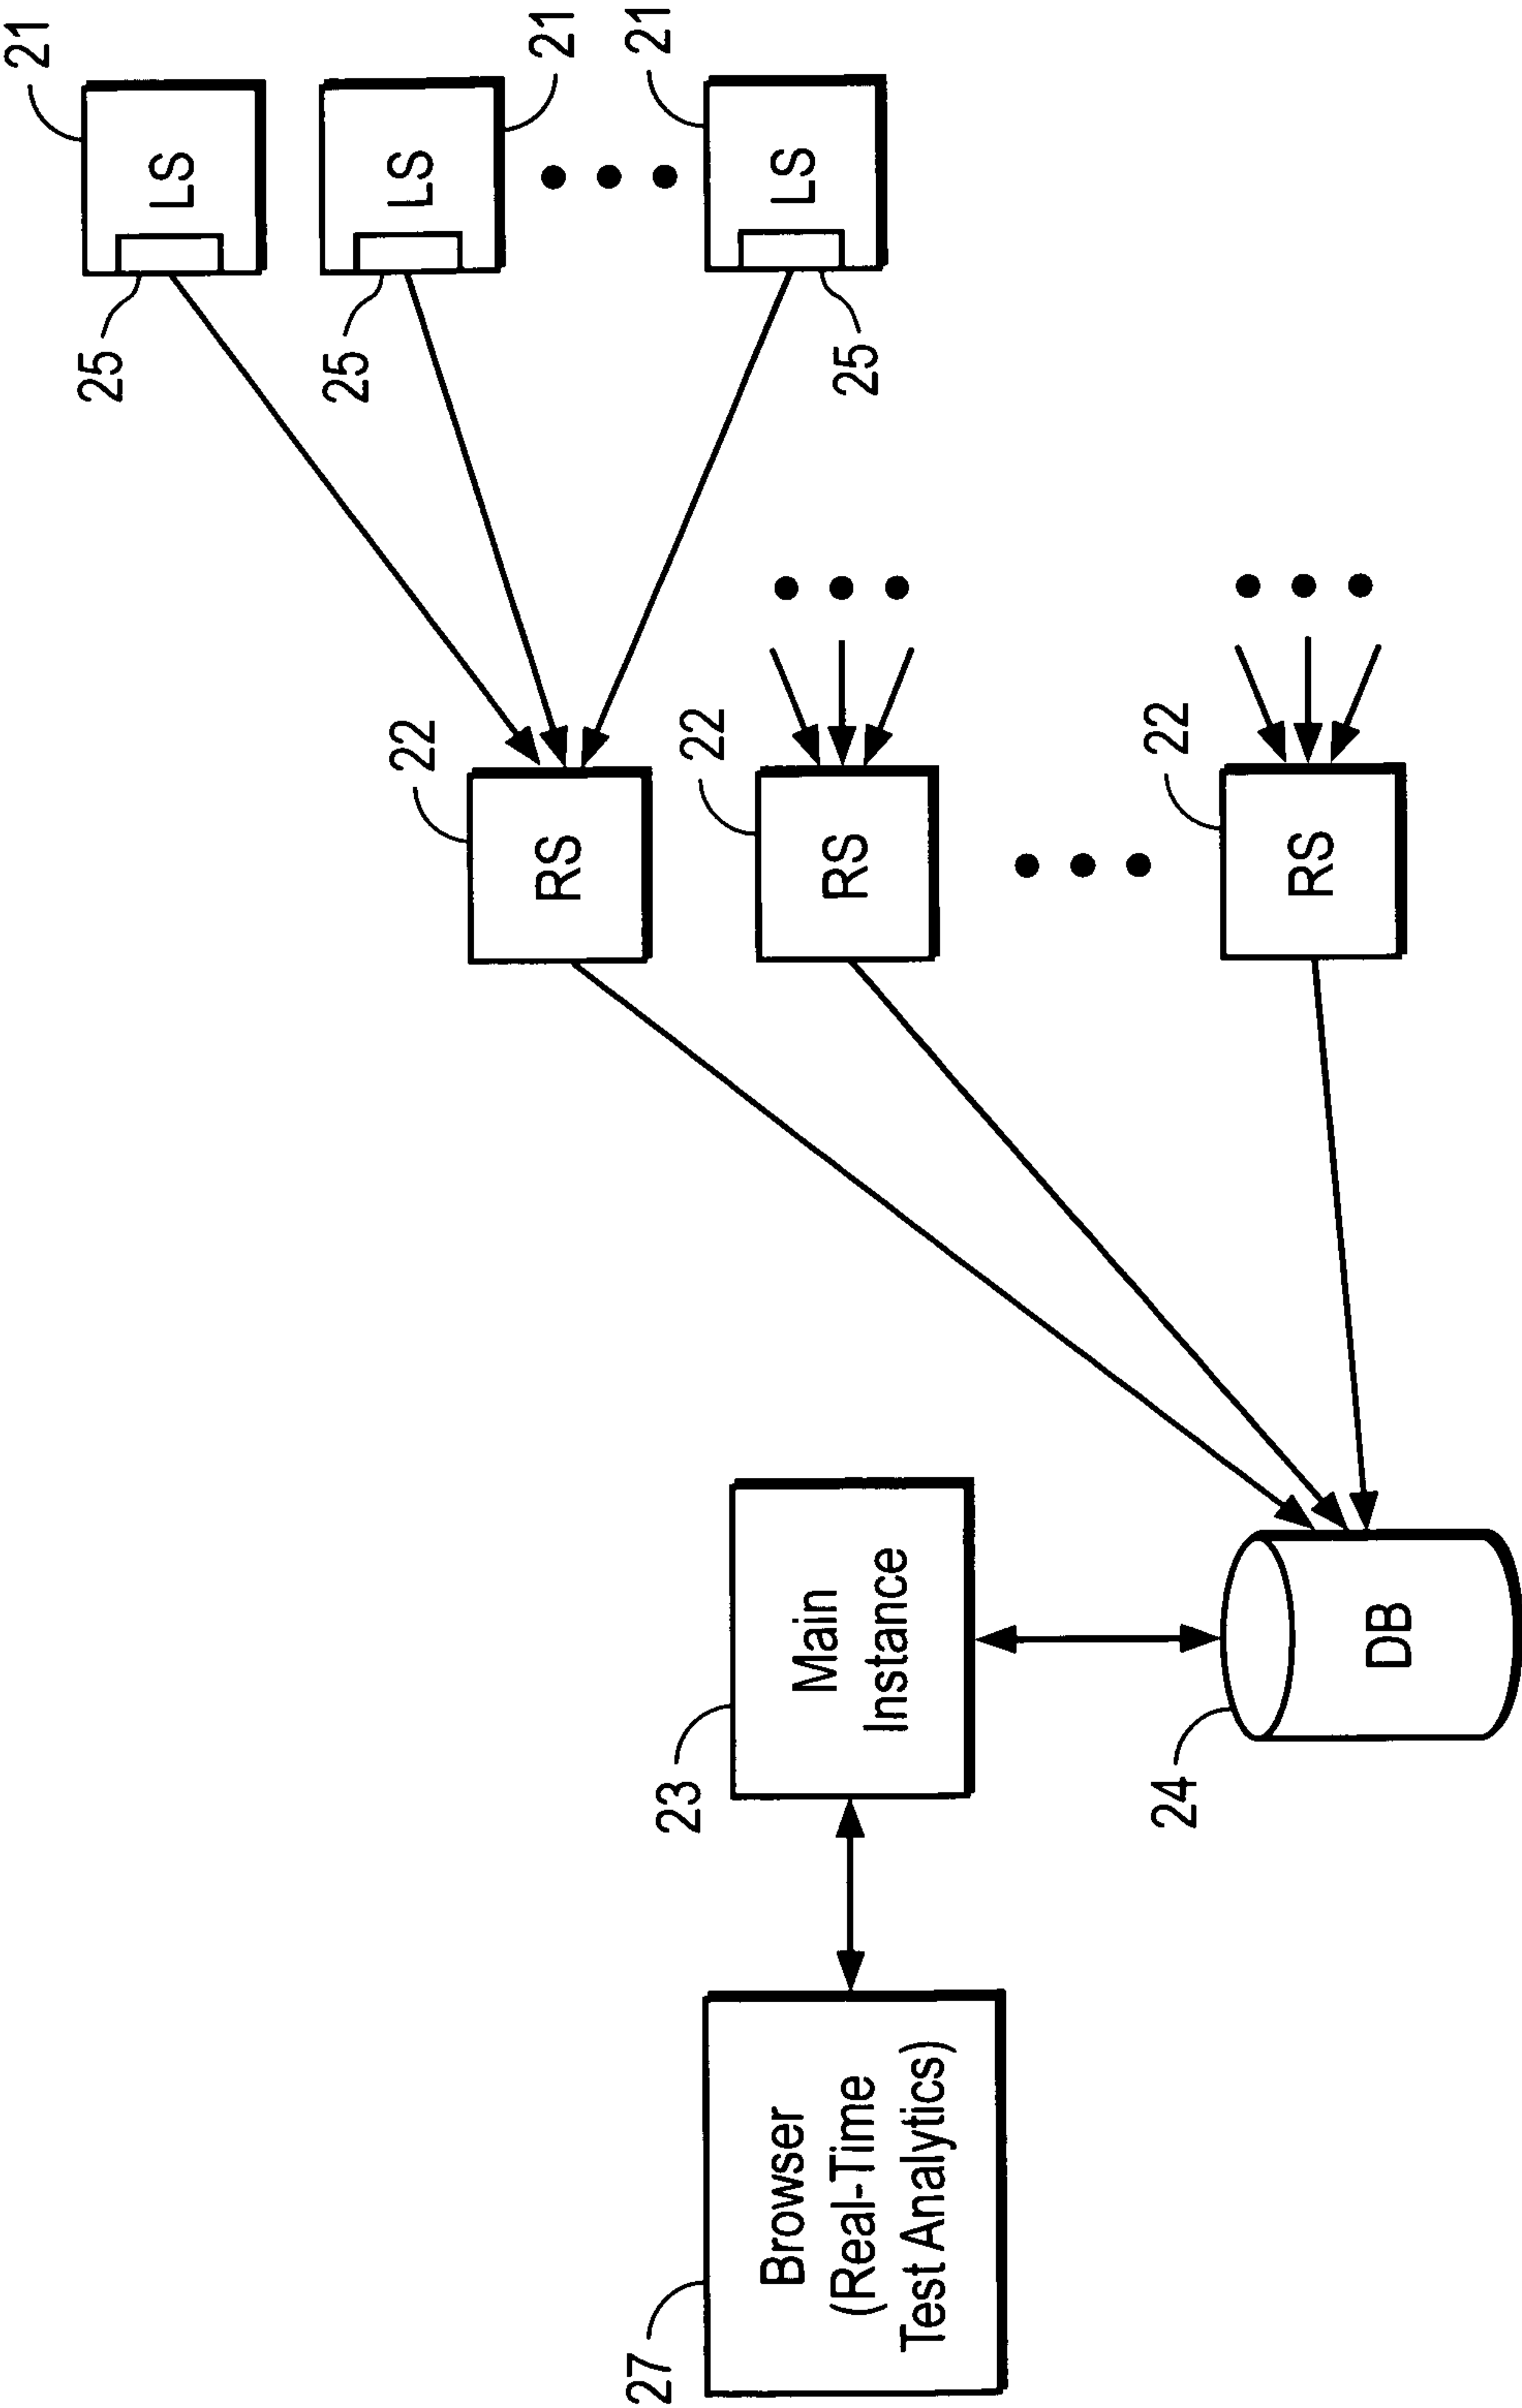 21
LS
25
21
LS
25
21
LS
25
22
RS
22
RS
22
RS
23
Main
Instance
24
DB
27
Browser
(Real-Time
Test Analytics)